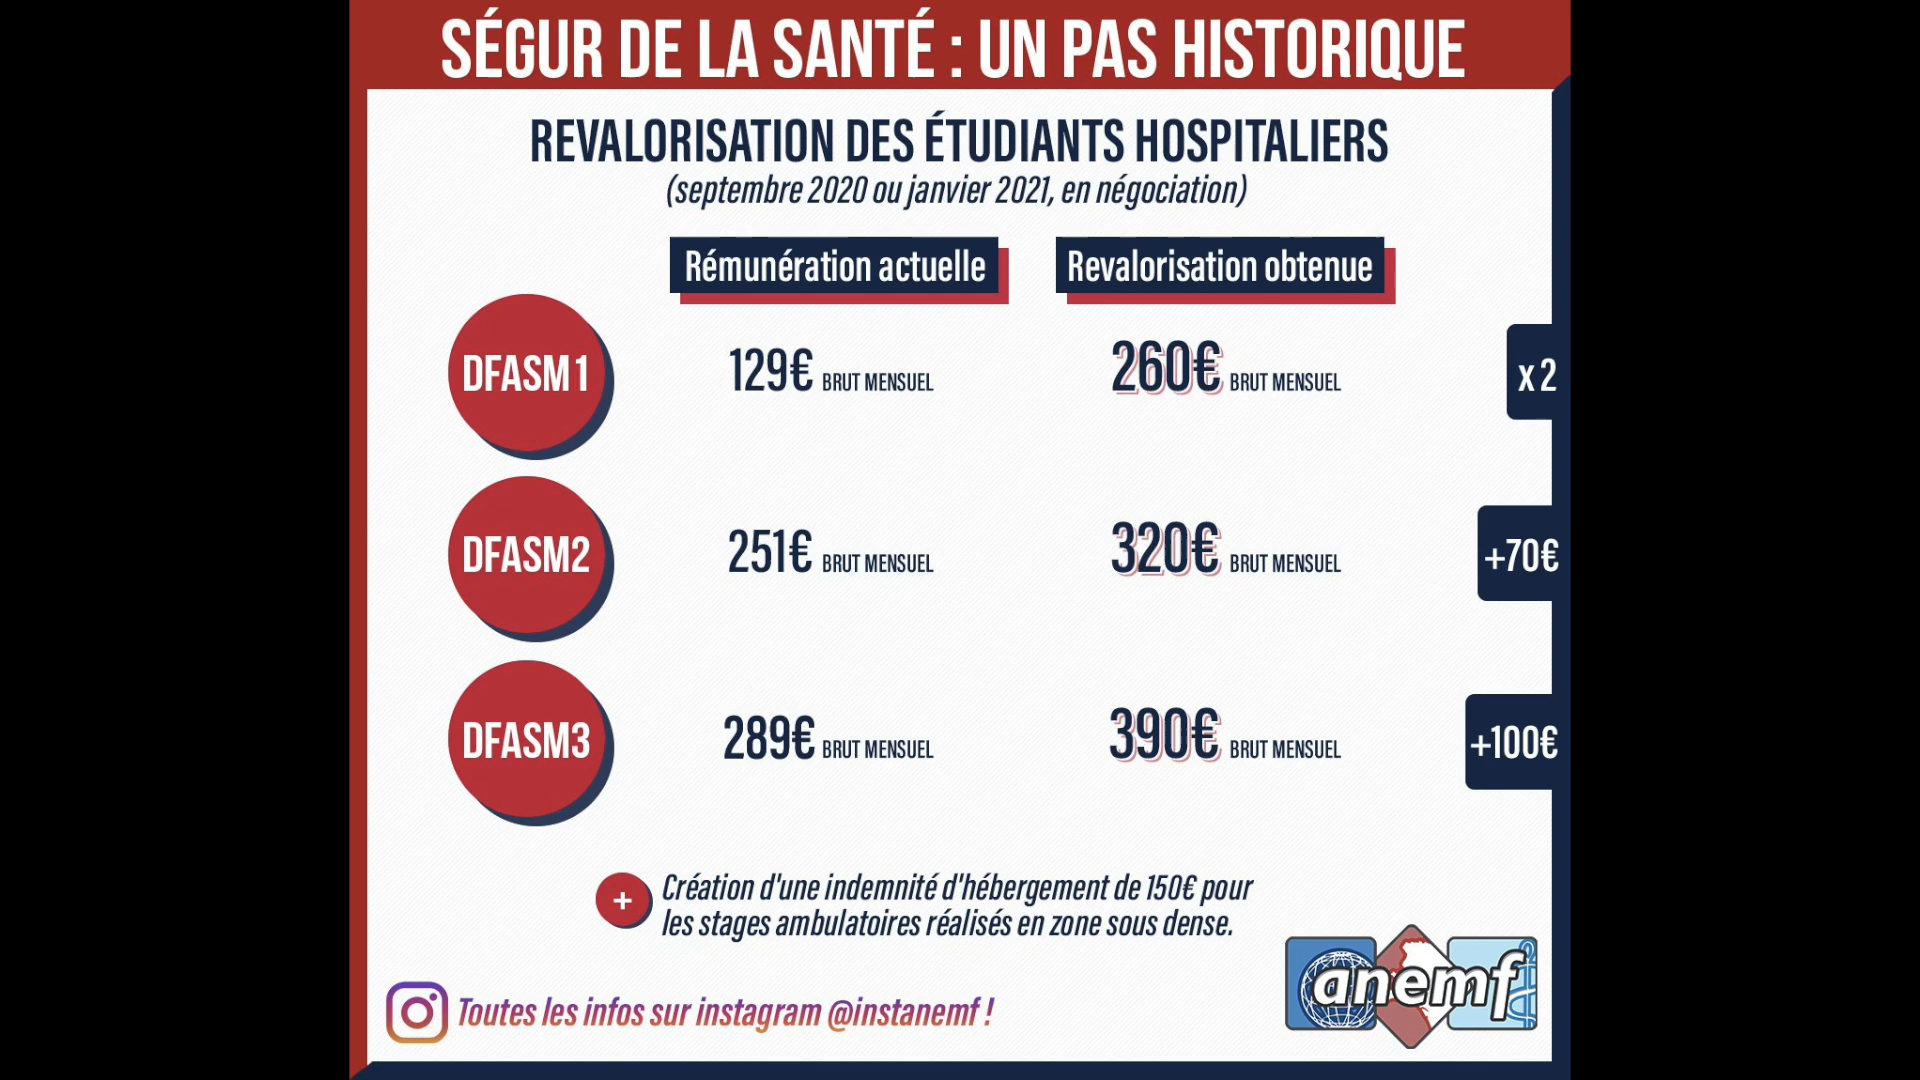 SÉGUR DE LA SANTÉ : UN PAS HISTORIQUE
REVALORISATION DES ÉTUDIANTS HOSPITALIERS
(septembre 2020 ou janvier 2021, en négociation)
Rémunération actuelle Revalorisation obtenue
DFASM1 129€ BRUT MENSUEL 260€ BRUT MENSUEL x2
DFASM2 251€ BRUT MENSUEL 320€ BRUT MENSUEL +70€
DFASM3 289€ BRUT MENSUEL 390€ BRUT MENSUEL +100€
+ Création d'une indemnité d'hébergement de 150€ pour
les stages ambulatoires réalisés en zone sous dense.
anemf
Toutes les infos sur instagram @instanemf !